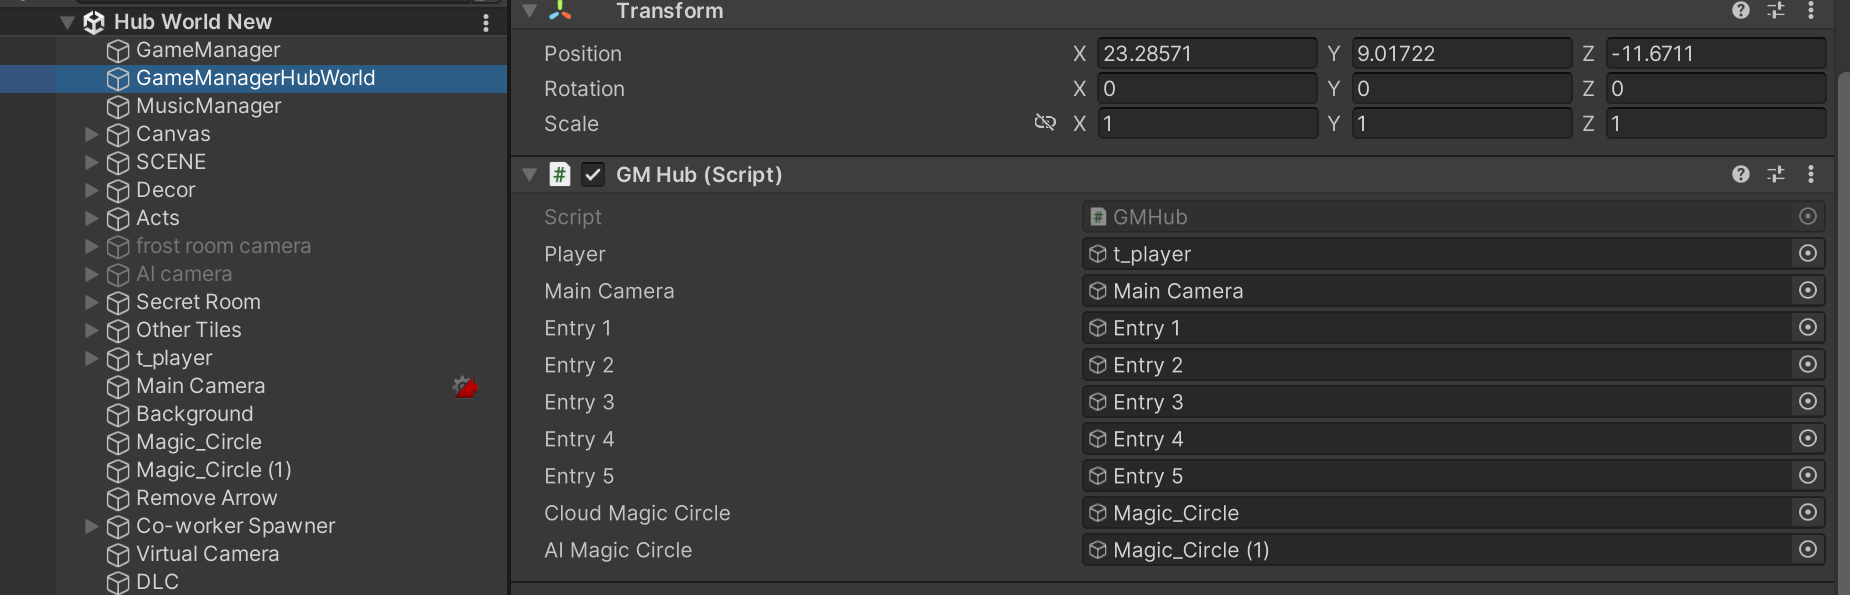 Hub World New
GameManager
GameManagerHubWorld
MusicManager
Canvas
SCENE
Decor
Acts
frost room camera
AI camera
Secret Room
Other Tiles
t_player
Main Camera
Background
Magic_Circle
Magic_Circle (1)
Remove Arrow
Co-worker Spawner
Virtual Camera
DLC
Transform
Position X 23.28571 Y 9.01722 Z -11.6711
Rotation X 0 Y 0 Z 0
Scale X 1 Y 1 Z 1
# GM Hub (Script)
Script # GMHub
Player t_player
Main Camera Main Camera
Entry 1 Entry 1
Entry 2 Entry 2
Entry 3 Entry 3
Entry 4 Entry 4
Entry 5 Entry 5
Cloud Magic Circle Magic_Circle
AI Magic Circle Magic_Circle (1)